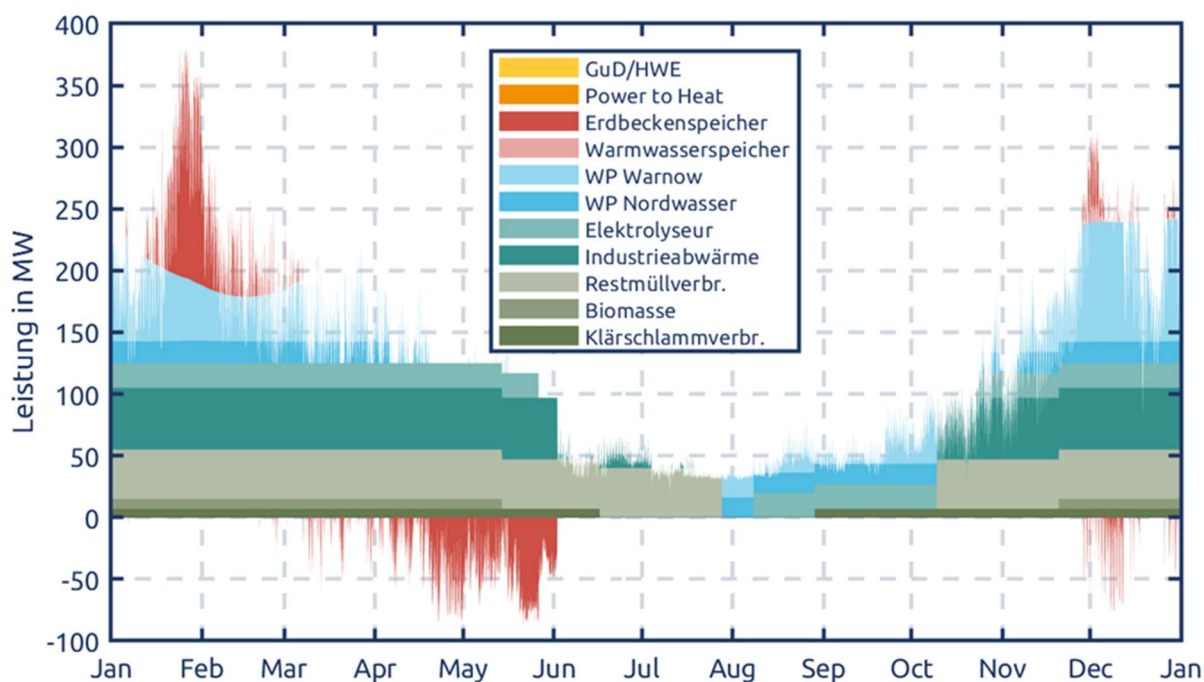 Leistung in MW
400
350
300
250
200
150
100
50
0
-50
-100
GuD/HWE
Power to Heat
Erdbeckenspeicher
Warmwasserspeicher
WP Warnow
WP Nordwasser
Elektrolyseur
Industrieabwärme
Restmüllverbr.
Biomasse
Klärschlammverbr.
Jan Feb Mar Apr May Jun Jul Aug Sep Oct Nov Dec Jan